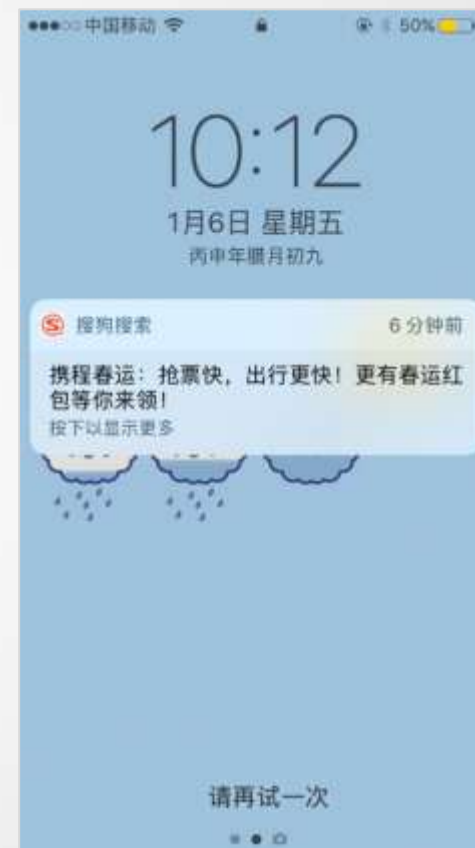 中国移动 50%
10:12
1月6日 星期五
丙申年腊月初九
搜狗搜索 6 分钟前
携程春运：抢票快，出行更快！更有春运红
包等你来领！
按下以显示更多
请再试一次